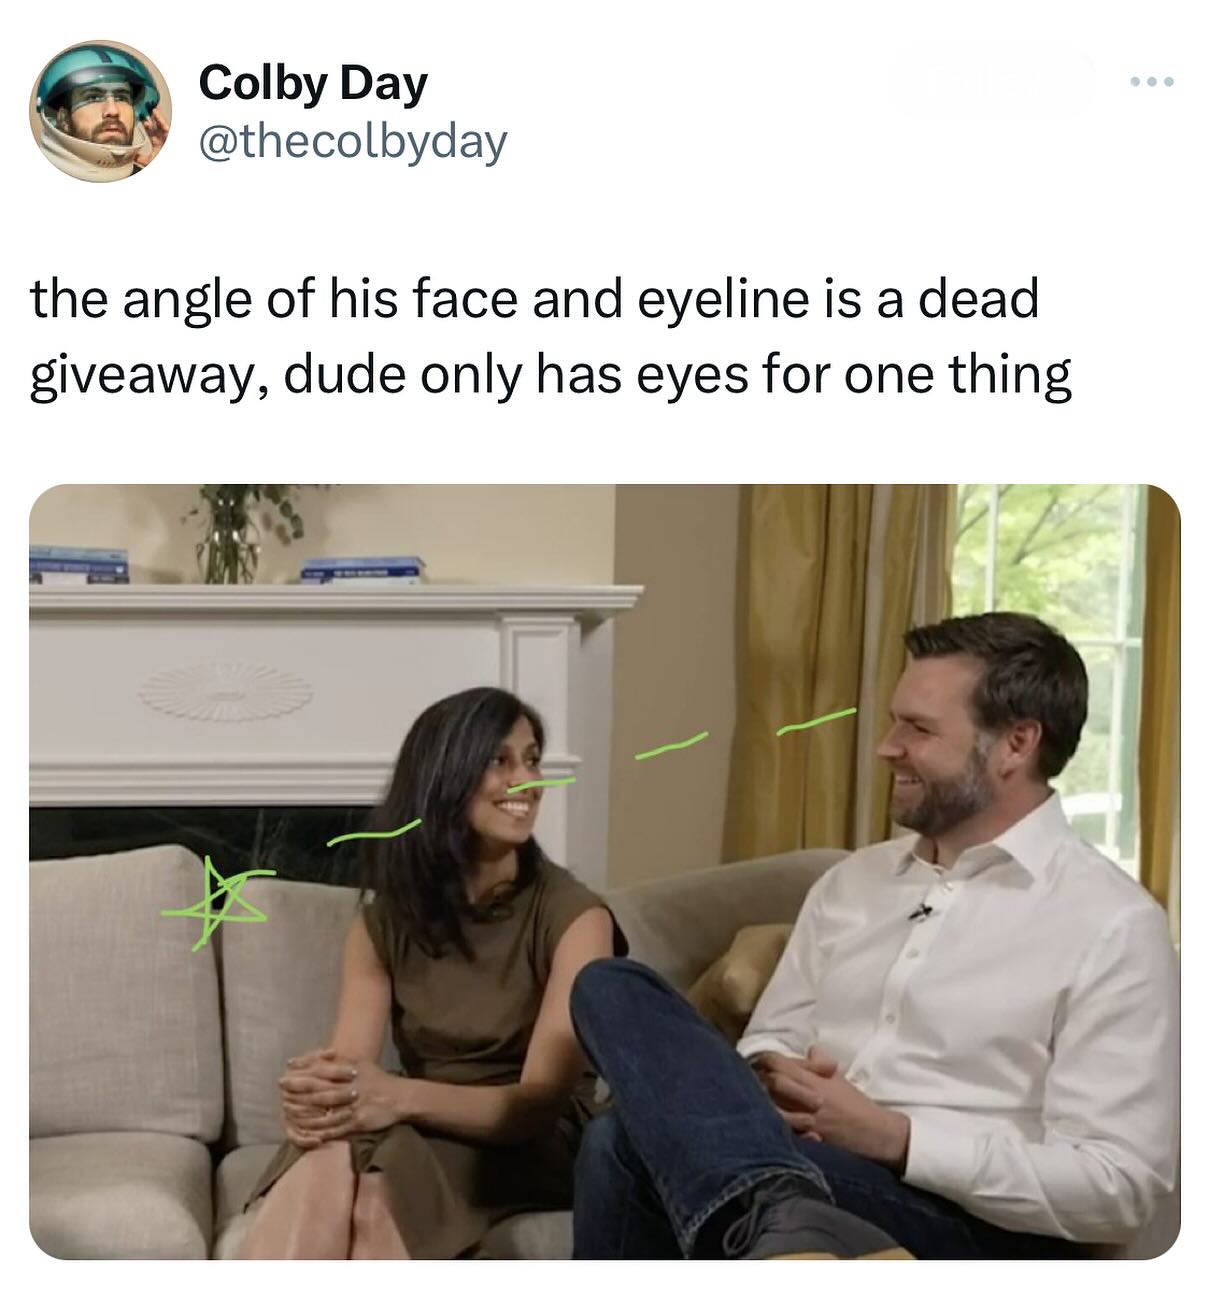 Colby Day
@thecolbyday
the angle of his face and eyeline is a dead
giveaway, dude only has eyes for one thing